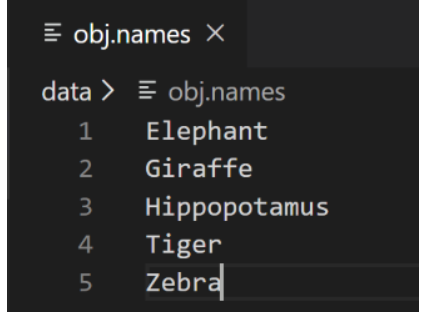 obj.names
data > obj.names
1 Elephant
2 Giraffe
3 Hippopotamus
4 Tiger
5 Zebra